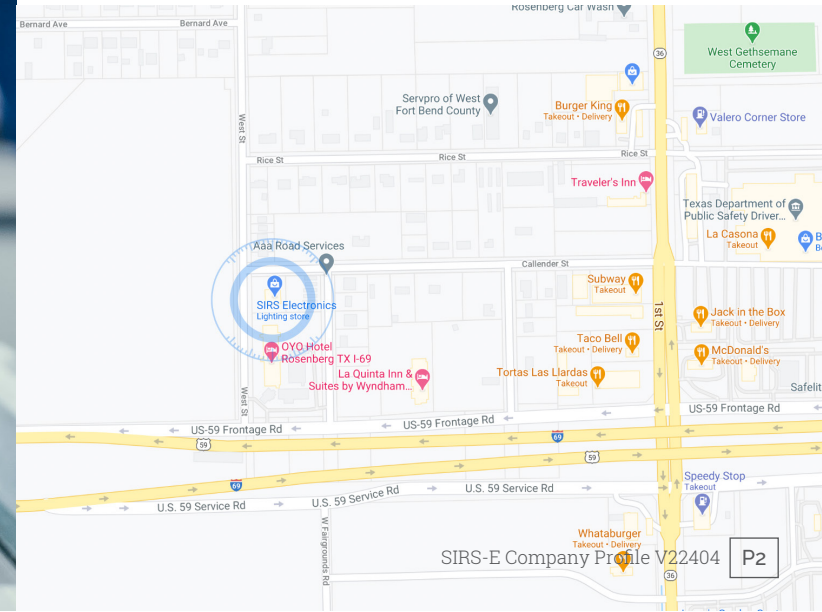 Rosenberg Car Wash
Bernard Ave
Bernard Ave
36
West Gethsemane
Cemetery
Servpro of West
Fort Bend County
Burger King
Takeout • Delivery
Valero Corner Store
West St
Rice St
Rice St
Rice St
Traveler's Inn
Texas Department of
Public Safety Driver...
La Casona
Takeout
Aaa Road Services
Callender St
SIRS Electronics
Lighting store
Subway
Takeout
1st St
Jack in the Box
Takeout • Delivery
Taco Bell
Takeout • Delivery
OYO Hotel
Rosenberg TX I-69
McDonald's
Takeout • Delivery
La Quinta Inn &
Suites by Wyndham...
Tortas Las Llardas
Takeout
West St
US-59 Frontage Rd
US-59 Frontage Rd
US-59 Frontage Rd
59
69
59
69
Speedy Stop
Takeout
U.S. 59 Service Rd
U.S. 59 Service Rd
U.S. 59 Service Rd
W Fairgrounds Rd
Whataburger
Takeout • Delivery
SIRS-E Company Profile V22404
P2
36